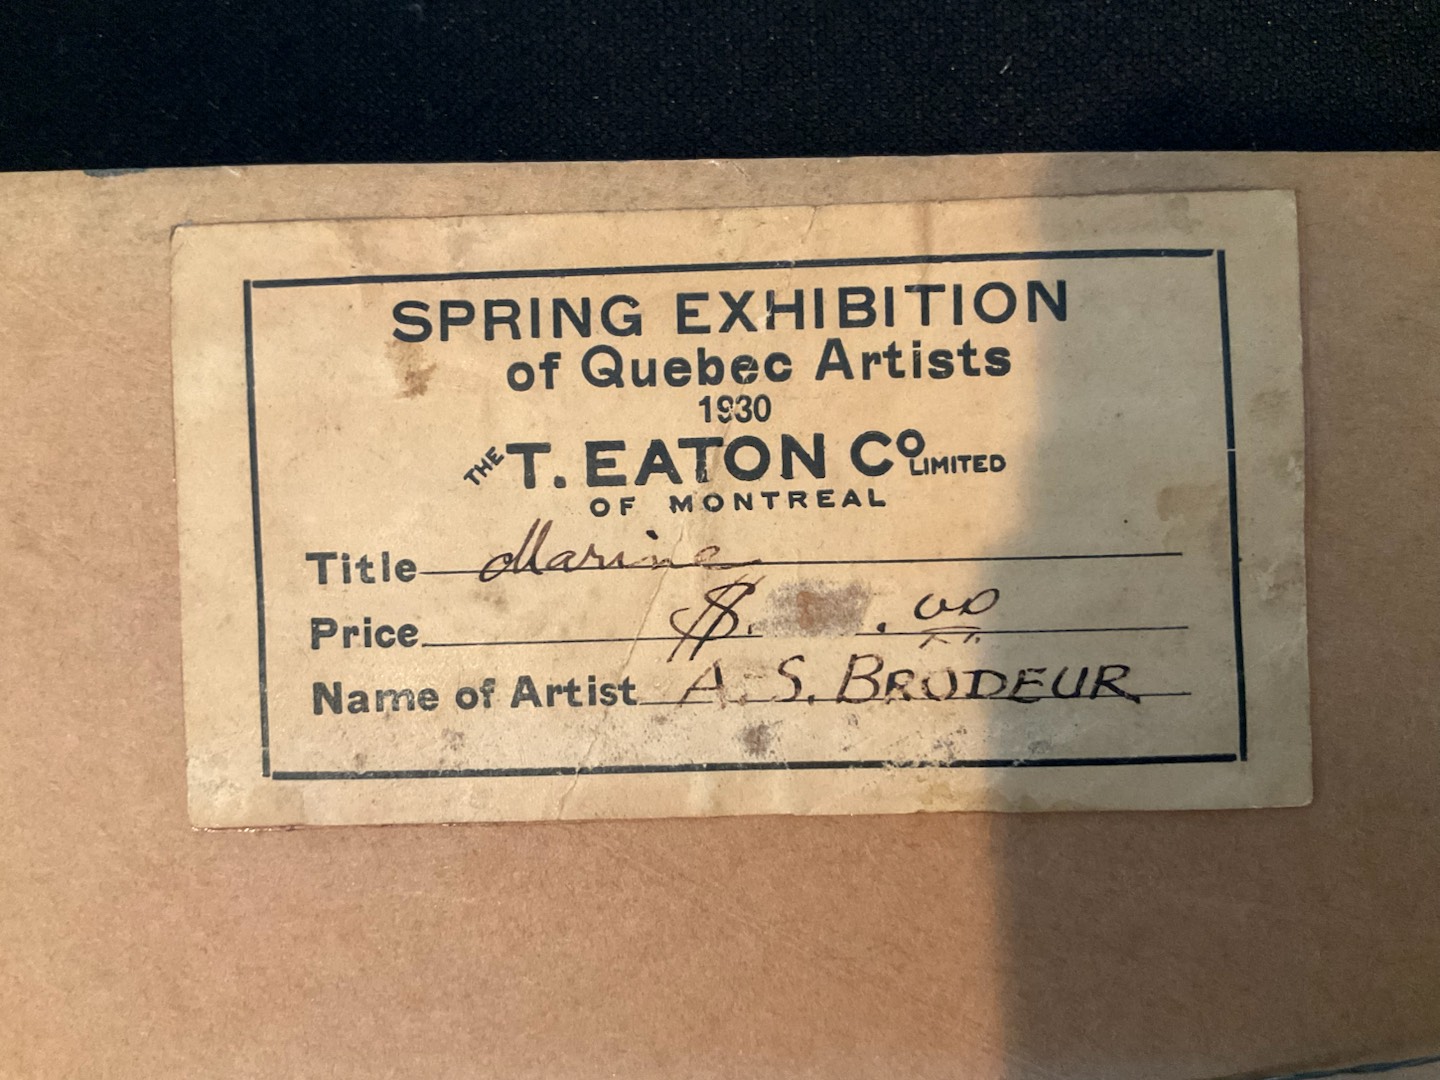 SPRING EXHIBITION
of Quebec Artists
1930
THE T. EATON Co LIMITED
OF MONTREAL
Title Marine
Price $. .00
Name of Artist A. S. BRODEUR